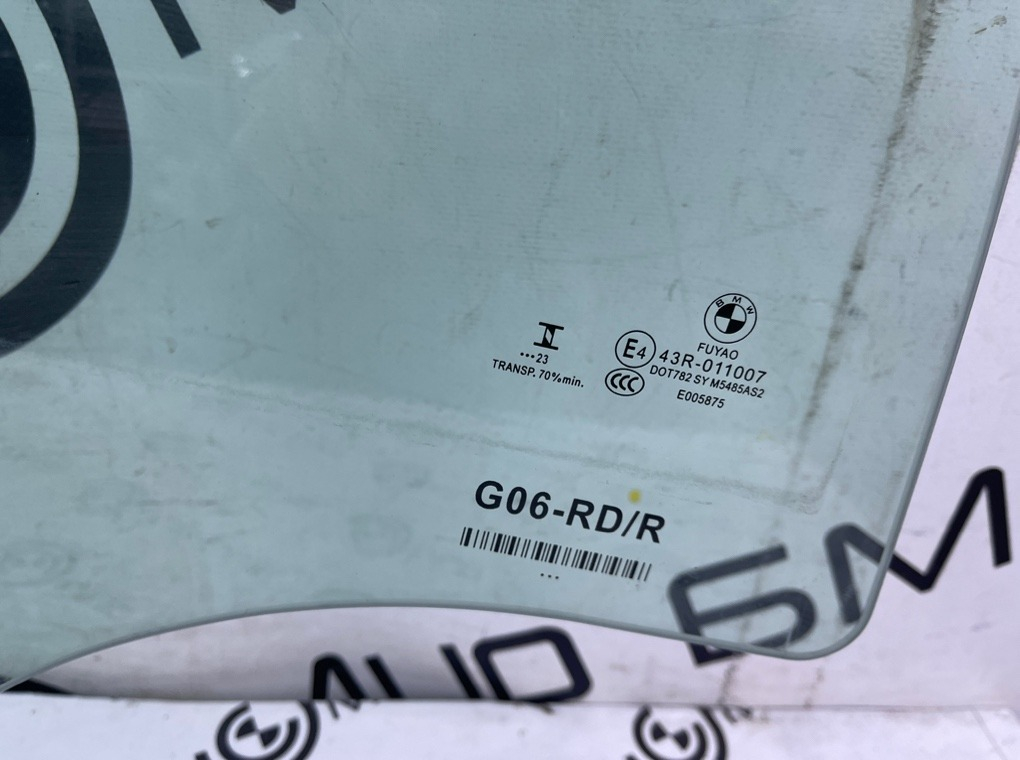 BMW
FUYAO
E4 43R-011007
CCC DOT782 SY M5485AS2
E005875
•••23
TRANSP. 70%min.
G06-RD/R
•••